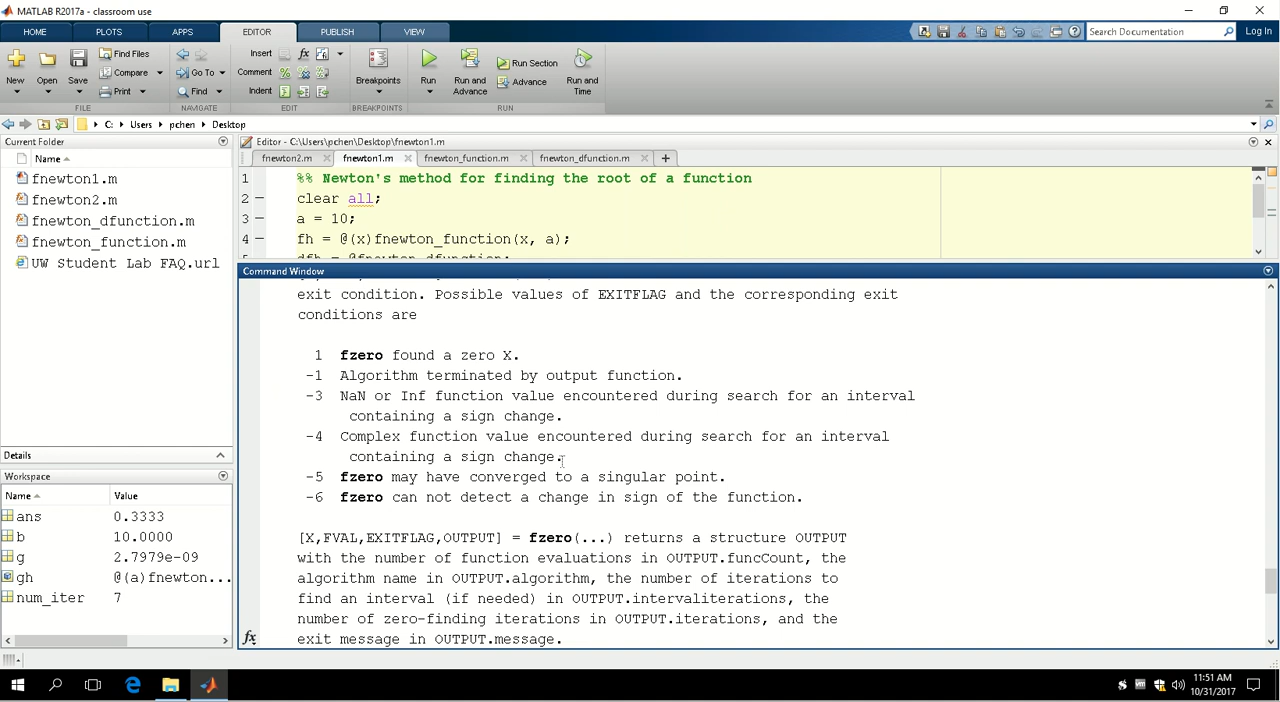 MATLAB R2017a - classroom use
HOME PLOTS APPS EDITOR PUBLISH VIEW Search Documentation Log In
New Open Save Find Files Compare Print
Go To Find
Insert fx
Comment
Indent
Breakpoints
Run Run and Advance Run Section Advance Run and Time
FILE NAVIGATE EDIT BREAKPOINTS RUN
C: Users pchen Desktop
Current Folder
Name
fnewton1.m
fnewton2.m
fnewton_dfunction.m
fnewton_function.m
UW Student Lab FAQ.url
Details
Workspace
Name Value
ans 0.3333
b 10.0000
g 2.7979e-09
gh @(a)fnewton...
num_iter 7
Editor - C:\Users\pchen\Desktop\fnewton1.m
fnewton2.m fnewton1.m fnewton_function.m fnewton_dfunction.m
1 %% Newton's method for finding the root of a function
2 clear all;
3 a = 10;
4 fh = @(x)fnewton_function(x, a);
Command Window
exit condition. Possible values of EXITFLAG and the corresponding exit
conditions are
1 fzero found a zero X.
-1 Algorithm terminated by output function.
-3 NaN or Inf function value encountered during search for an interval
containing a sign change.
-4 Complex function value encountered during search for an interval
containing a sign change.
-5 fzero may have converged to a singular point.
-6 fzero can not detect a change in sign of the function.
[X,FVAL,EXITFLAG,OUTPUT] = fzero(...) returns a structure OUTPUT
with the number of function evaluations in OUTPUT.funcCount, the
algorithm name in OUTPUT.algorithm, the number of iterations to
find an interval (if needed) in OUTPUT.intervaliterations, the
number of zero-finding iterations in OUTPUT.iterations, and the
exit message in OUTPUT.message.
fx
11:51 AM
10/31/2017